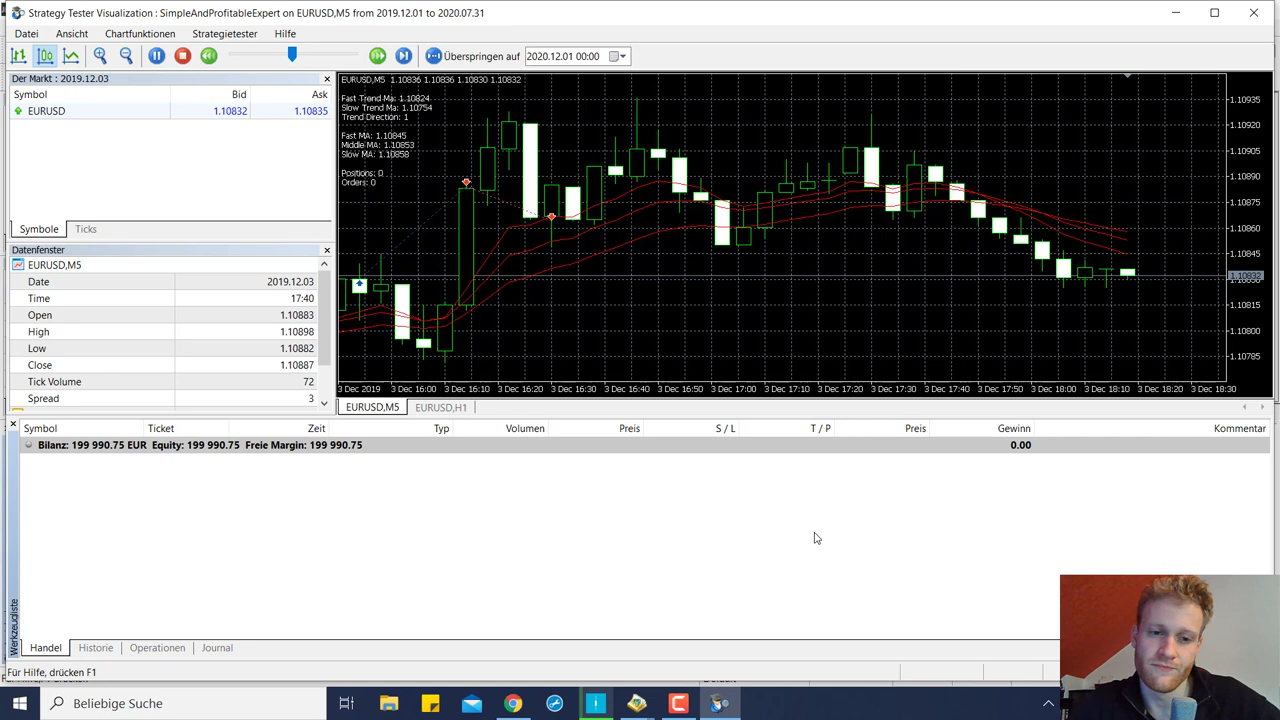 Strategy Tester Visualization: SimpleAndProfitableExpert on EURUSD,M5 from 2019.12.01 to 2020.07.31
Datei Ansicht Chartfunktionen Strategietester Hilfe
Überspringen auf 2020.12.01 00:00
Der Markt : 2019.12.03
Symbol Bid Ask
EURUSD 1.10832 1.10835
Symbole Ticks
Datenfenster
EURUSD,M5
Date 2019.12.03
Time 17:40
Open 1.10883
High 1.10898
Low 1.10882
Close 1.10887
Tick Volume 72
Spread 3
EURUSD,M5 1.10836 1.10836 1.10830 1.10832
Fast Trend Ma: 1.10824
Slow Trend Ma: 1.10754
Trend Direction: 1
Fast MA: 1.10845
Middle MA: 1.10853
Slow MA: 1.10858
Positions: 0
Orders: 0
1.10935
1.10920
1.10905
1.10890
1.10875
1.10860
1.10845
1.10832
1.10815
1.10800
1.10785
3 Dec 2019 3 Dec 16:00 3 Dec 16:10 3 Dec 16:20 3 Dec 16:30 3 Dec 16:40 3 Dec 16:50 3 Dec 17:00 3 Dec 17:10 3 Dec 17:20 3 Dec 17:30 3 Dec 17:40 3 Dec 17:50 3 Dec 18:00 3 Dec 18:10 3 Dec 18:20 3 Dec 18:30
EURUSD,M5 EURUSD,H1
Symbol Ticket Zeit Typ Volumen Preis S / L T / P Preis Gewinn Kommentar
Bilanz: 199 990.75 EUR Equity: 199 990.75 Freie Margin: 199 990.75 0.00
Werkzeugliste
Handel Historie Operationen Journal
Für Hilfe, drücken F1
Beliebige Suche